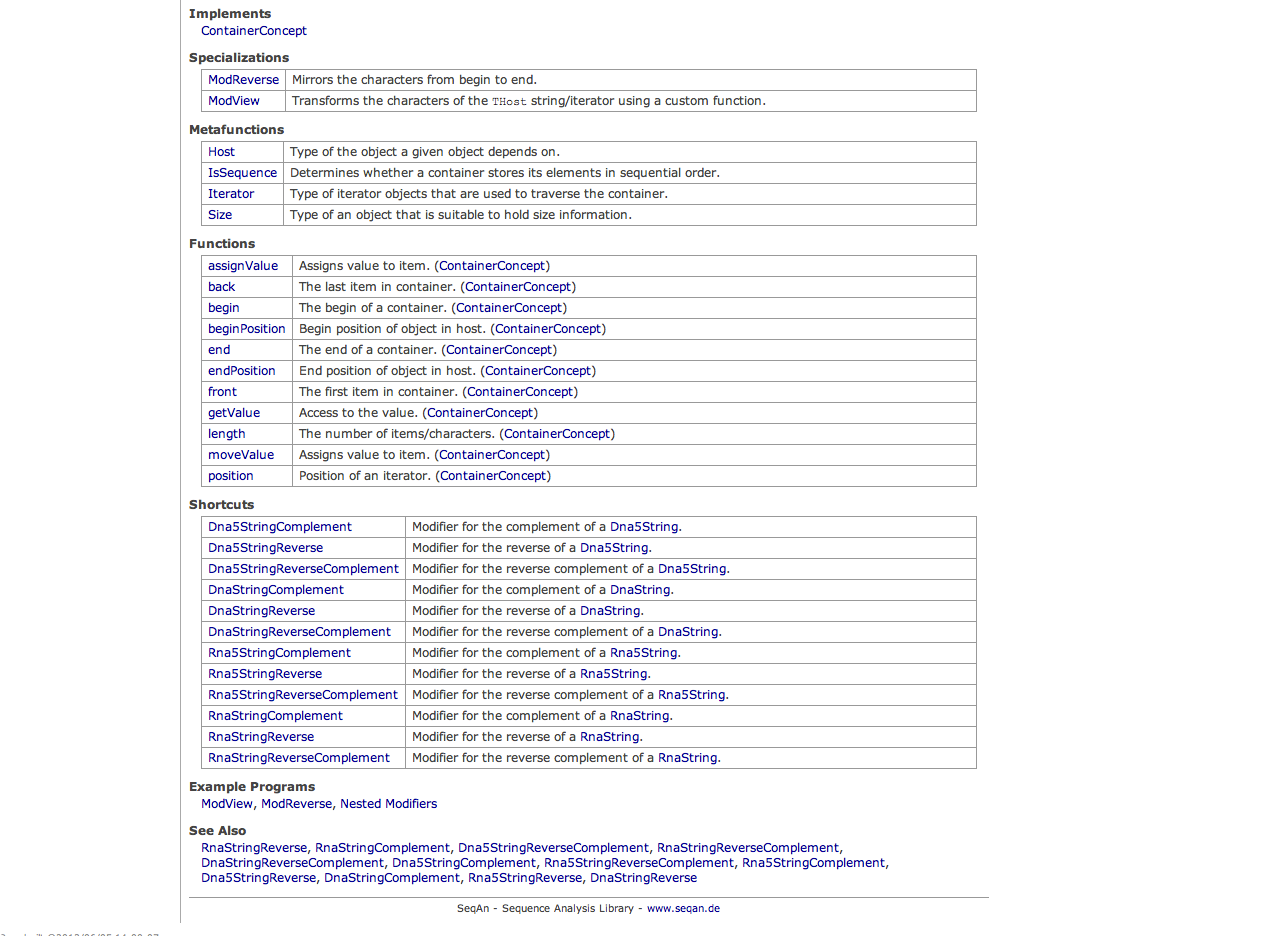 Implements
ContainerConcept
Specializations
ModReverse Mirrors the characters from begin to end.
ModView Transforms the characters of the THost string/iterator using a custom function.
Metafunctions
Host Type of the object a given object depends on.
IsSequence Determines whether a container stores its elements in sequential order.
Iterator Type of iterator objects that are used to traverse the container.
Size Type of an object that is suitable to hold size information.
Functions
assignValue Assigns value to item. (ContainerConcept)
back The last item in container. (ContainerConcept)
begin The begin of a container. (ContainerConcept)
beginPosition Begin position of object in host. (ContainerConcept)
end The end of a container. (ContainerConcept)
endPosition End position of object in host. (ContainerConcept)
front The first item in container. (ContainerConcept)
getValue Access to the value. (ContainerConcept)
length The number of items/characters. (ContainerConcept)
moveValue Assigns value to item. (ContainerConcept)
position Position of an iterator. (ContainerConcept)
Shortcuts
Dna5StringComplement Modifier for the complement of a Dna5String.
Dna5StringReverse Modifier for the reverse of a Dna5String.
Dna5StringReverseComplement Modifier for the reverse complement of a Dna5String.
DnaStringComplement Modifier for the complement of a DnaString.
DnaStringReverse Modifier for the reverse of a DnaString.
DnaStringReverseComplement Modifier for the reverse complement of a DnaString.
Rna5StringComplement Modifier for the complement of a Rna5String.
Rna5StringReverse Modifier for the reverse of a Rna5String.
Rna5StringReverseComplement Modifier for the reverse complement of a Rna5String.
RnaStringComplement Modifier for the complement of a RnaString.
RnaStringReverse Modifier for the reverse of a RnaString.
RnaStringReverseComplement Modifier for the reverse complement of a RnaString.
Example Programs
ModView, ModReverse, Nested Modifiers
See Also
RnaStringReverse, RnaStringComplement, Dna5StringReverseComplement, RnaStringReverseComplement,
DnaStringReverseComplement, Dna5StringComplement, Rna5StringReverseComplement, Rna5StringComplement,
Dna5StringReverse, DnaStringComplement, Rna5StringReverse, DnaStringReverse
SeqAn - Sequence Analysis Library - www.seqan.de